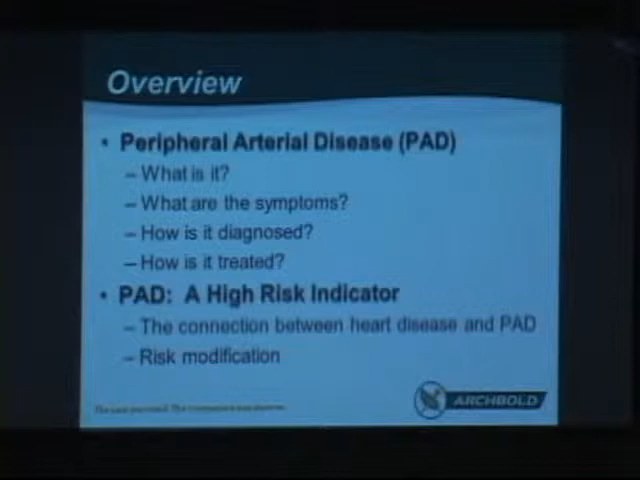 Overview
• Peripheral Arterial Disease (PAD)
– What is it?
– What are the symptoms?
– How is it diagnosed?
– How is it treated?
• PAD: A High Risk Indicator
– The connection between heart disease and PAD
– Risk modification
ARCHBOLD